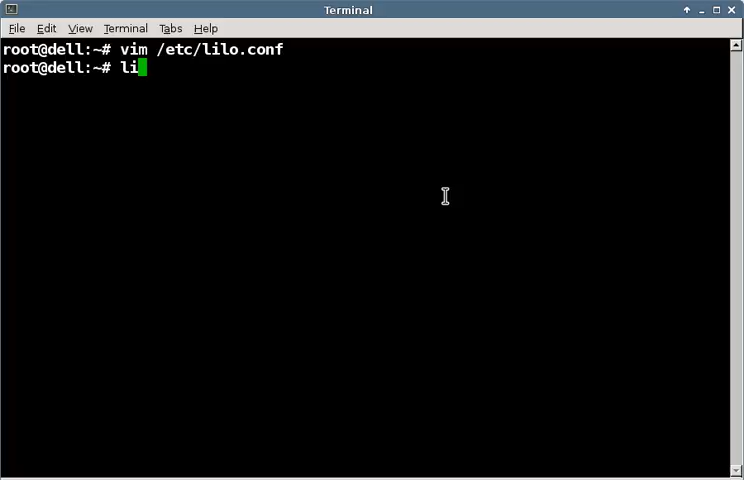 Terminal
File Edit View Terminal Tabs Help
root@dell:~# vim /etc/lilo.conf
root@dell:~# li